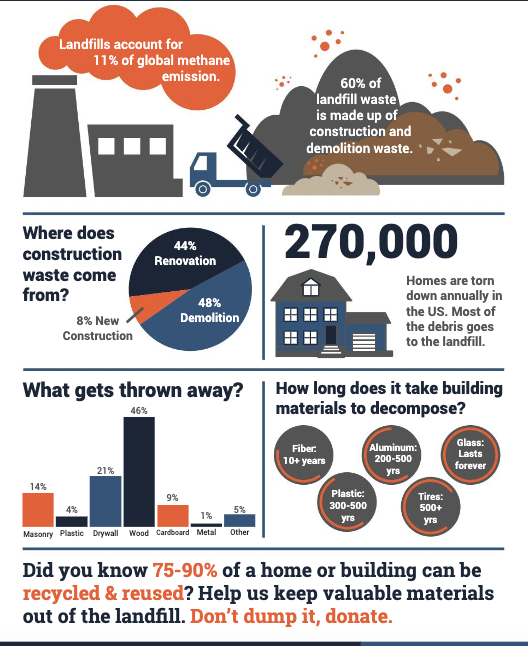 Landfills account for
11% of global methane
emission.
60% of
landfill waste
is made up of
construction and
demolition waste.
Where does
construction
waste come
from?
44%
Renovation
48%
Demolition
8% New
Construction
270,000
Homes are torn
down annually in
the US. Most of
the debris goes
to the landfill.
What gets thrown away?
14%
4%
21%
46%
9%
1%
5%
Masonry
Plastic
Drywall
Wood
Cardboard
Metal
Other
How long does it take building
materials to decompose?
Fiber:
10+ years
Aluminum:
200-500
yrs
Glass:
Lasts
forever
Plastic:
300-500
yrs
Tires:
500+
yrs
Did you know 75-90% of a home or building can be
recycled & reused? Help us keep valuable materials
out of the landfill. Don't dump it, donate.